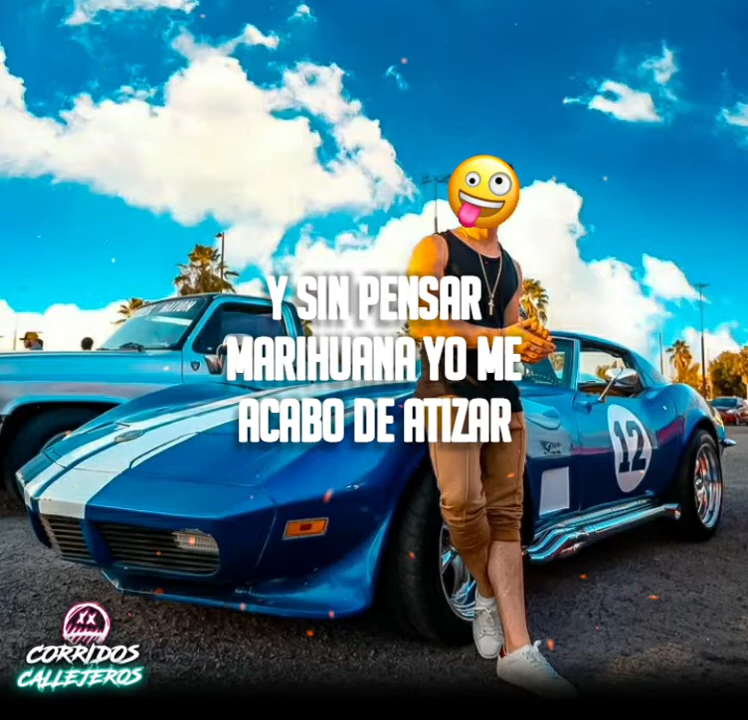 Y SIN PENSAR
MARIHUANA YO ME
ACABO DE ATIZAR
12
CORRIDOS
CALLEJEROS